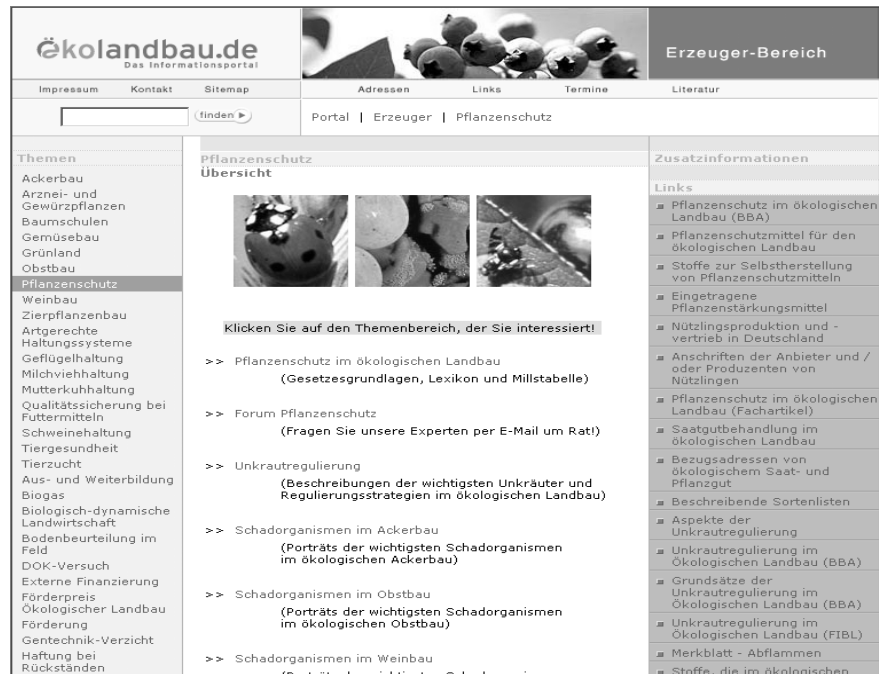 ökolandbau.de
Das Informationsportal
Erzeuger-Bereich
Impressum Kontakt Sitemap Adressen Links Termine Literatur
finden
Portal | Erzeuger | Pflanzenschutz
Themen
Ackerbau
Arznei- und
Gewürzpflanzen
Baumschulen
Gemüsebau
Grünland
Obstbau
Pflanzenschutz
Weinbau
Zierpflanzenbau
Artgerechte
Haltungssysteme
Geflügelhaltung
Milchviehhaltung
Mutterkuhhaltung
Qualitätssicherung bei
Futtermitteln
Schweinehaltung
Tiergesundheit
Tierzucht
Aus- und Weiterbildung
Biogas
Biologisch-dynamische
Landwirtschaft
Bodenbeurteilung im
Feld
DOK-Versuch
Externe Finanzierung
Förderpreis
Ökologischer Landbau
Förderung
Gentechnik-Verzicht
Haftung bei
Rückständen
Pflanzenschutz
Übersicht
Klicken Sie auf den Themenbereich, der Sie interessiert!
>> Pflanzenschutz im ökologischen Landbau
(Gesetzesgrundlagen, Lexikon und Millstabelle)
>> Forum Pflanzenschutz
(Fragen Sie unsere Experten per E-Mail um Rat!)
>> Unkrautregulierung
(Beschreibungen der wichtigsten Unkräuter und
Regulierungsstrategien im ökologischen Landbau)
>> Schadorganismen im Ackerbau
(Porträts der wichtigsten Schadorganismen
im ökologischen Ackerbau)
>> Schadorganismen im Obstbau
(Porträts der wichtigsten Schadorganismen
im ökologischen Obstbau)
>> Schadorganismen im Weinbau
Zusatzinformationen
Links
Pflanzenschutz im ökologischen
Landbau (BBA)
Pflanzenschutzmittel für den
ökologischen Landbau
Stoffe zur Selbstherstellung
von Pflanzenschutzmitteln
Eingetragene
Pflanzenstärkungsmittel
Nützlingsproduktion und -
vertrieb in Deutschland
Anschriften der Anbieter und /
oder Produzenten von
Nützlingen
Pflanzenschutz im ökologischen
Landbau (Fachartikel)
Saatgutbehandlung im
ökologischen Landbau
Bezugsadressen von
ökologischem Saat- und
Pflanzgut
Beschreibende Sortenlisten
Aspekte der
Unkrautregulierung
Unkrautregulierung im
Ökologischen Landbau (BBA)
Grundsätze der
Unkrautregulierung im
Ökologischen Landbau (BBA)
Unkrautregulierung im
Ökologischen Landbau (FIBL)
Merkblatt - Abflammen
Stoffe, die im ökologischen